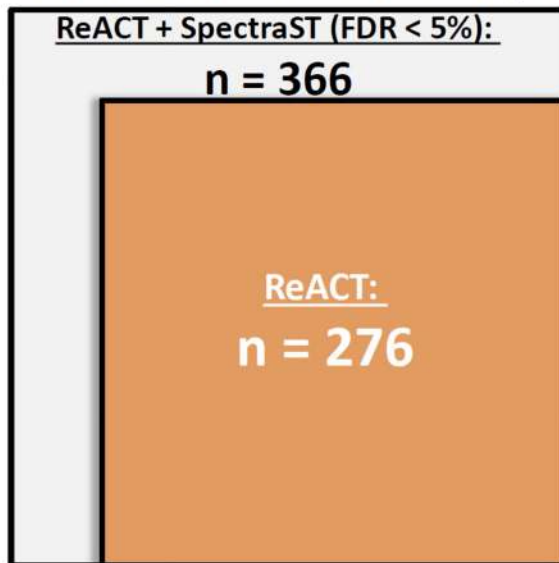 ReACT + SpectraST (FDR < 5%):
n = 366
ReACT:
n = 276